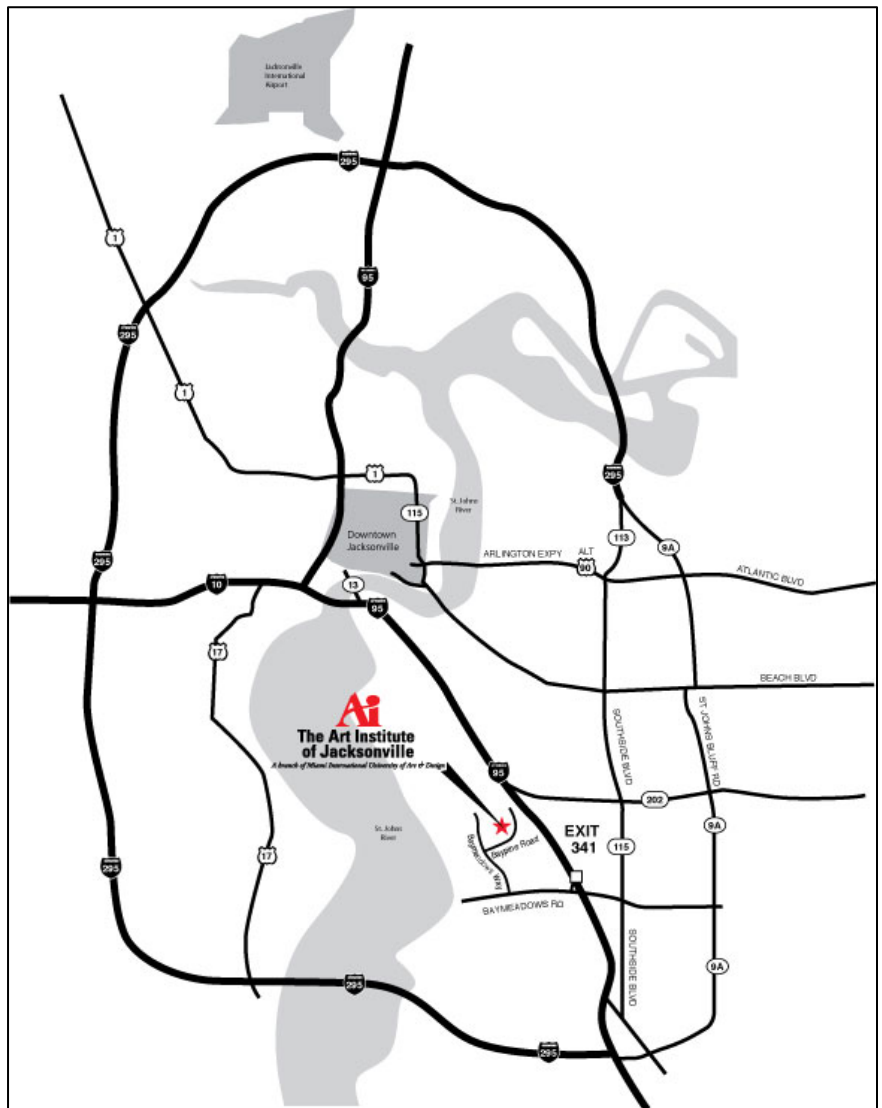 Jacksonville
International
Airport
INTERSTATE
295
1
95
295
1
1
115
St. Johns
River
295
113
9A
Downtown
Jacksonville
ARLINGTON EXPY
ALT
90
ATLANTIC BLVD
295
10
13
95
17
BEACH BLVD
Ai
The Art Institute
of Jacksonville
A branch of Miami International University of Art & Design
SOUTHSIDE BLVD
ST JOHNS BLUFF RD
95
202
St. Johns
River
EXIT
341
9A
Baypine Road
Baymeadows Way
115
17
295
BAYMEADOWS RD
SOUTHSIDE BLVD
9A
295
295